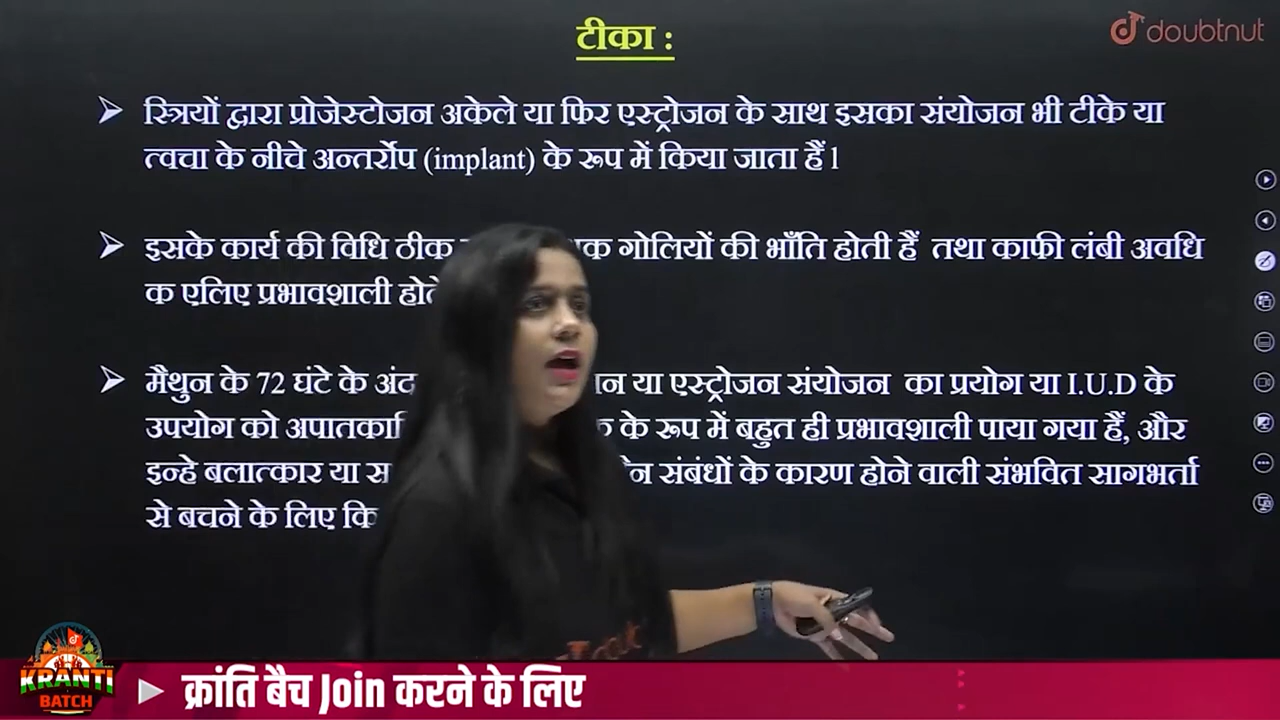 टीका :
doubtnut
स्त्रियों द्वारा प्रोजेस्टोजन अकेले या फिर एस्ट्रोजन के साथ इसका संयोजन भी टीके या
त्वचा के नीचे अन्तर्रोप (implant) के रूप में किया जाता हैं l
इसके कार्य की विधि ठीक गोलियों की भाँति होती हैं तथा काफी लंबी अवधि
क एलिए प्रभावशाली होते
मैथुन के 72 घंटे के या एस्ट्रोजन संयोजन का प्रयोग या I.U.D के
उपयोग को के रूप में बहुत ही प्रभावशाली पाया गया हैं, और
इन्हे बलात्कार या संबंधों के कारण होने वाली संभवित सागभर्ता
से बचने के लिए
KRANTI
BATCH
क्रांति बैच Join करने के लिए